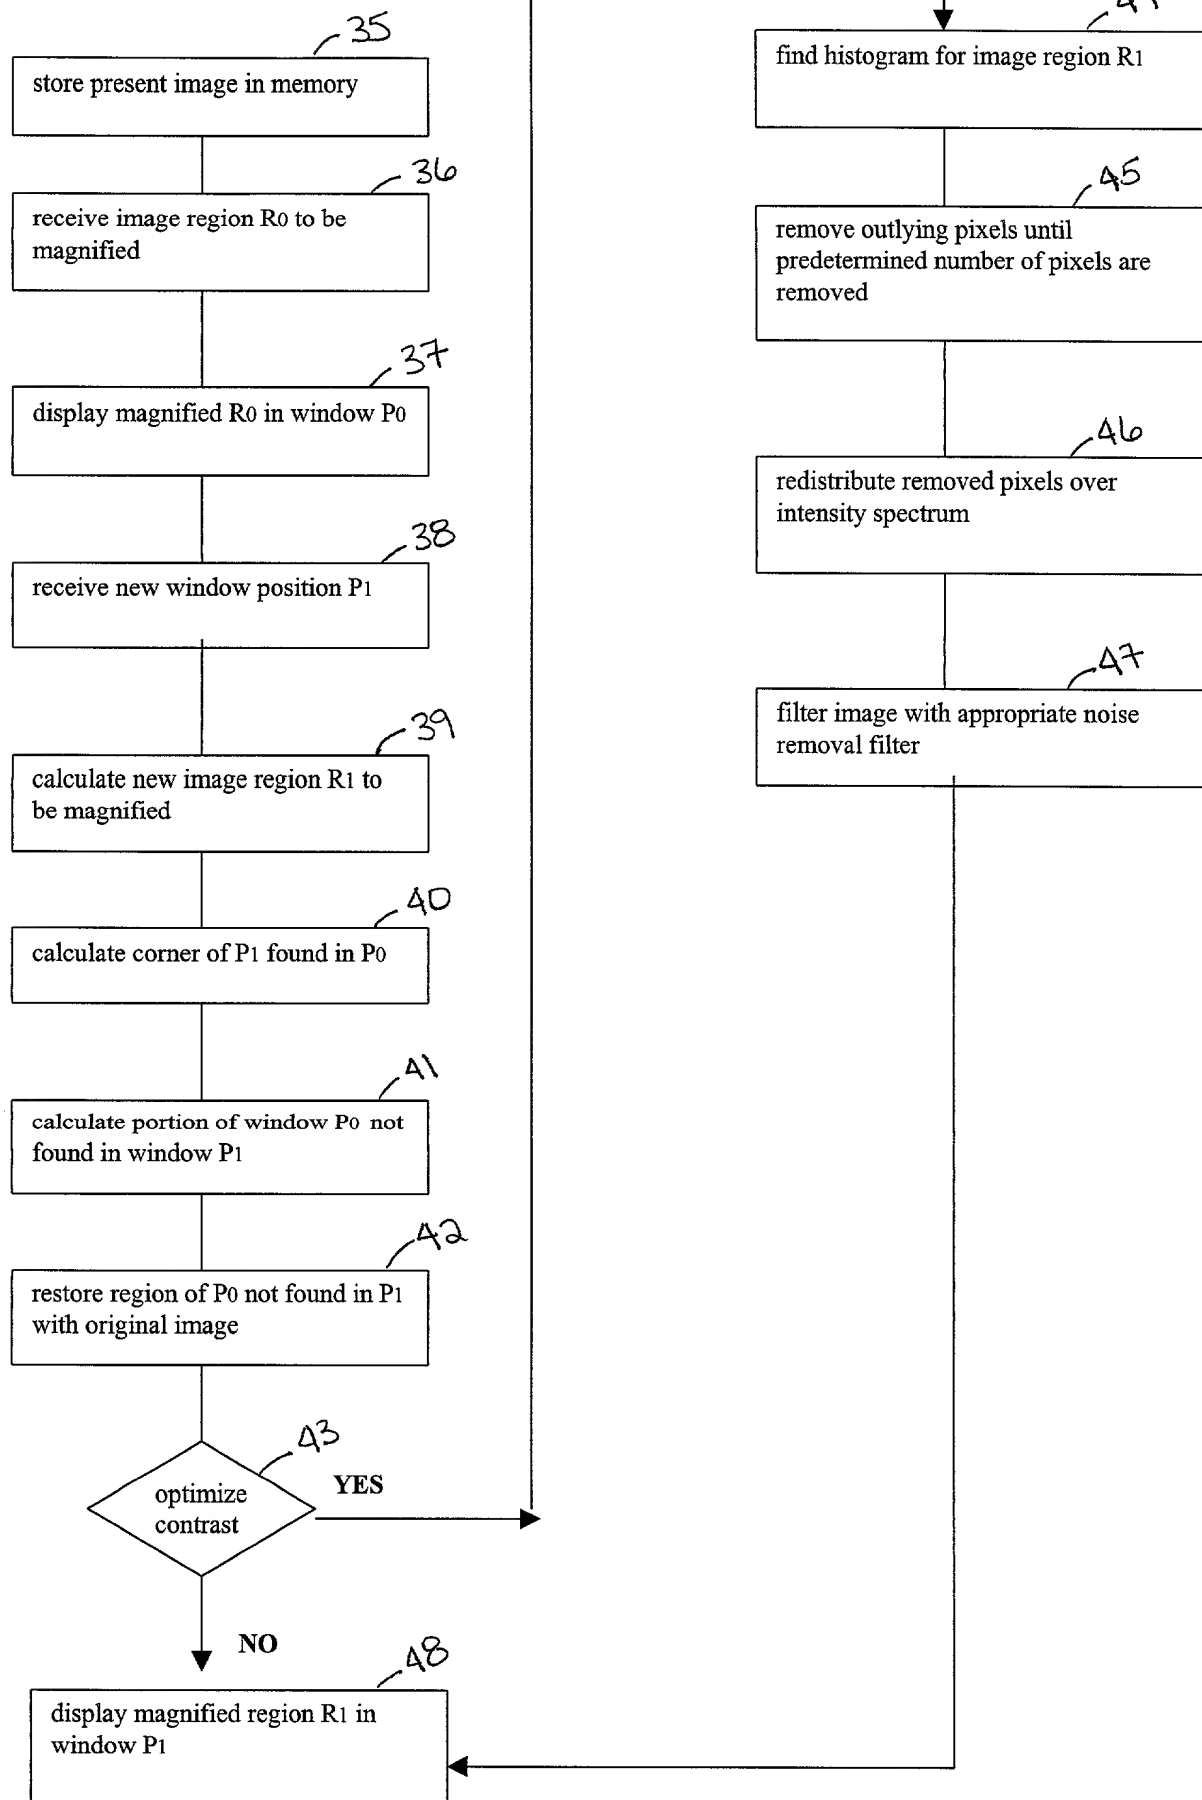 35
store present image in memory
36
receive image region R0 to be
magnified
37
display magnified R0 in window P0
38
receive new window position P1
39
calculate new image region R1 to
be magnified
40
calculate corner of P1 found in P0
41
calculate portion of window P0 not
found in window P1
42
restore region of P0 not found in P1
with original image
43
optimize
contrast
YES
NO
48
display magnified region R1 in
window P1
find histogram for image region R1
45
remove outlying pixels until
predetermined number of pixels are
removed
46
redistribute removed pixels over
intensity spectrum
47
filter image with appropriate noise
removal filter